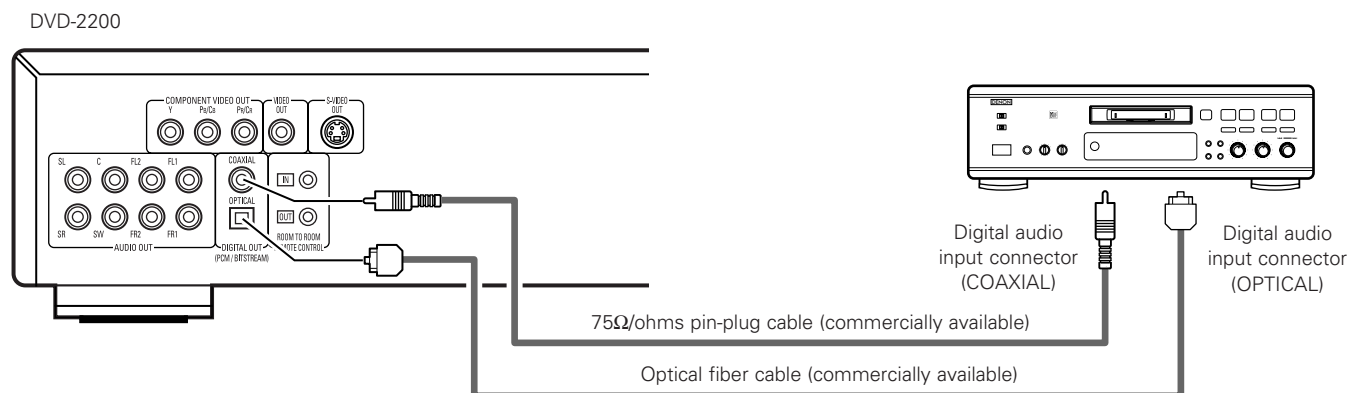 DVD-2200
COMPONENT VIDEO OUT
Y PB/CB PR/CR
VIDEO
OUT
S-VIDEO
OUT
SL C FL2 FL1
COAXIAL
IN
OPTICAL
OUT
SR SW FR2 FR1
AUDIO OUT
DIGITAL OUT
(PCM / BITSTREAM)
ROOM TO ROOM
MOTE CONTROL
DENON
Digital audio
input connector
(COAXIAL)
Digital audio
input connector
(OPTICAL)
75Ω/ohms pin-plug cable (commercially available)
Optical fiber cable (commercially available)